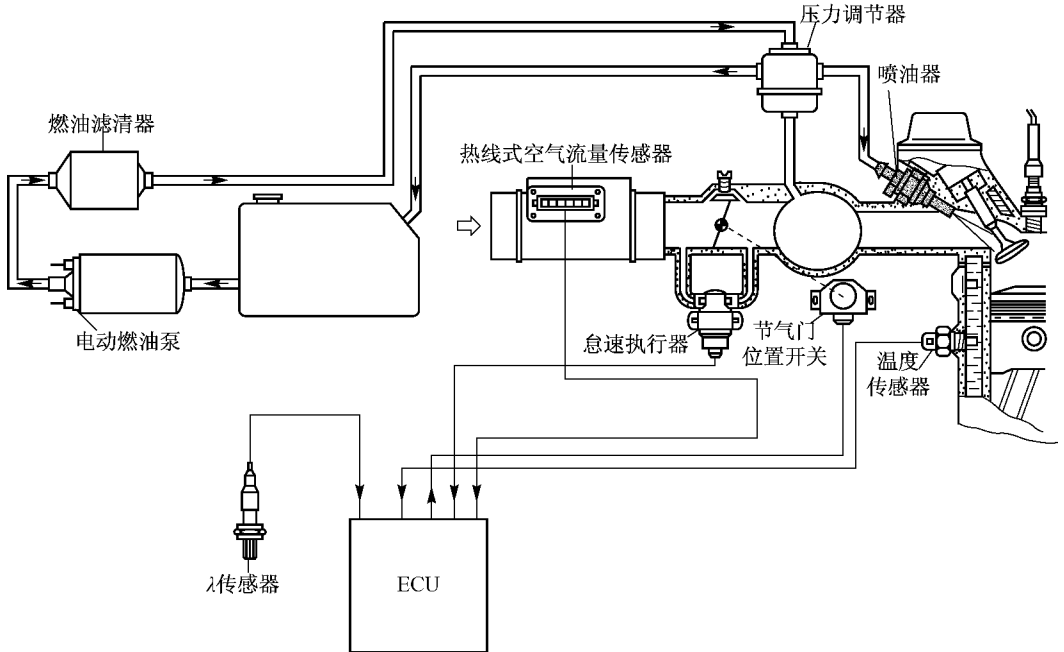 压力调节器
喷油器
燃油滤清器
热线式空气流量传感器
电动燃油泵
怠速执行器
节气门
位置开关
温度
传感器
λ传感器
ECU